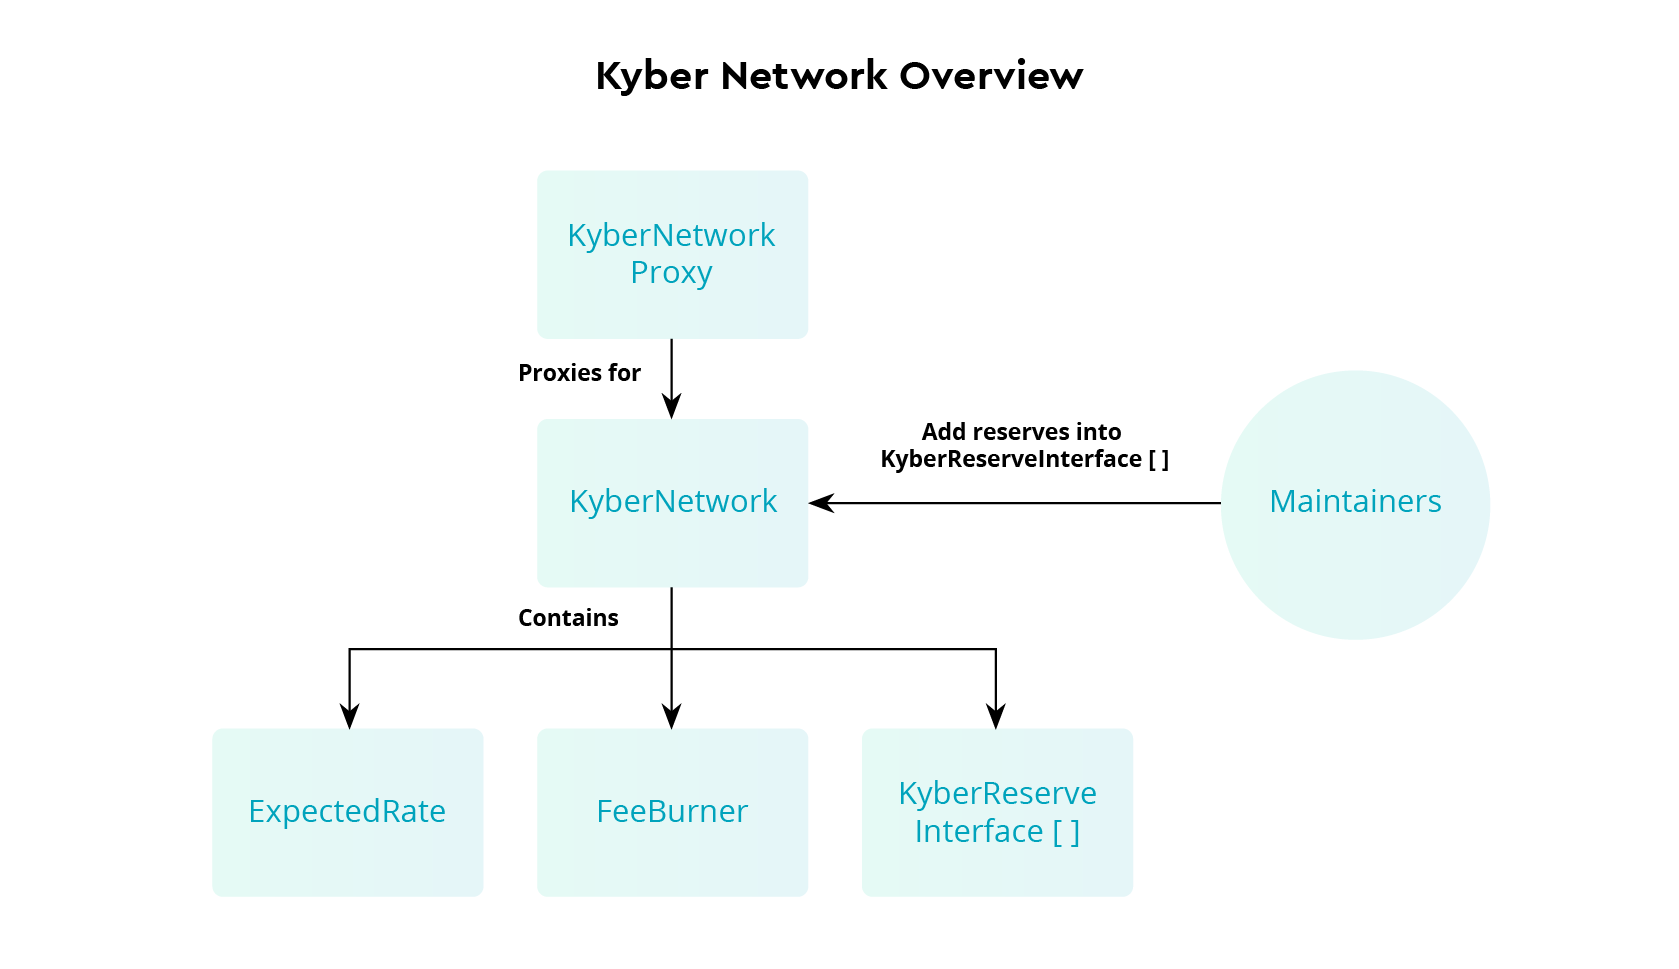 Kyber Network Overview
KyberNetwork
Proxy
Proxies for
Add reserves into
KyberReserveInterface [ ]
KyberNetwork
Maintainers
Contains
ExpectedRate
FeeBurner
KyberReserve
Interface [ ]